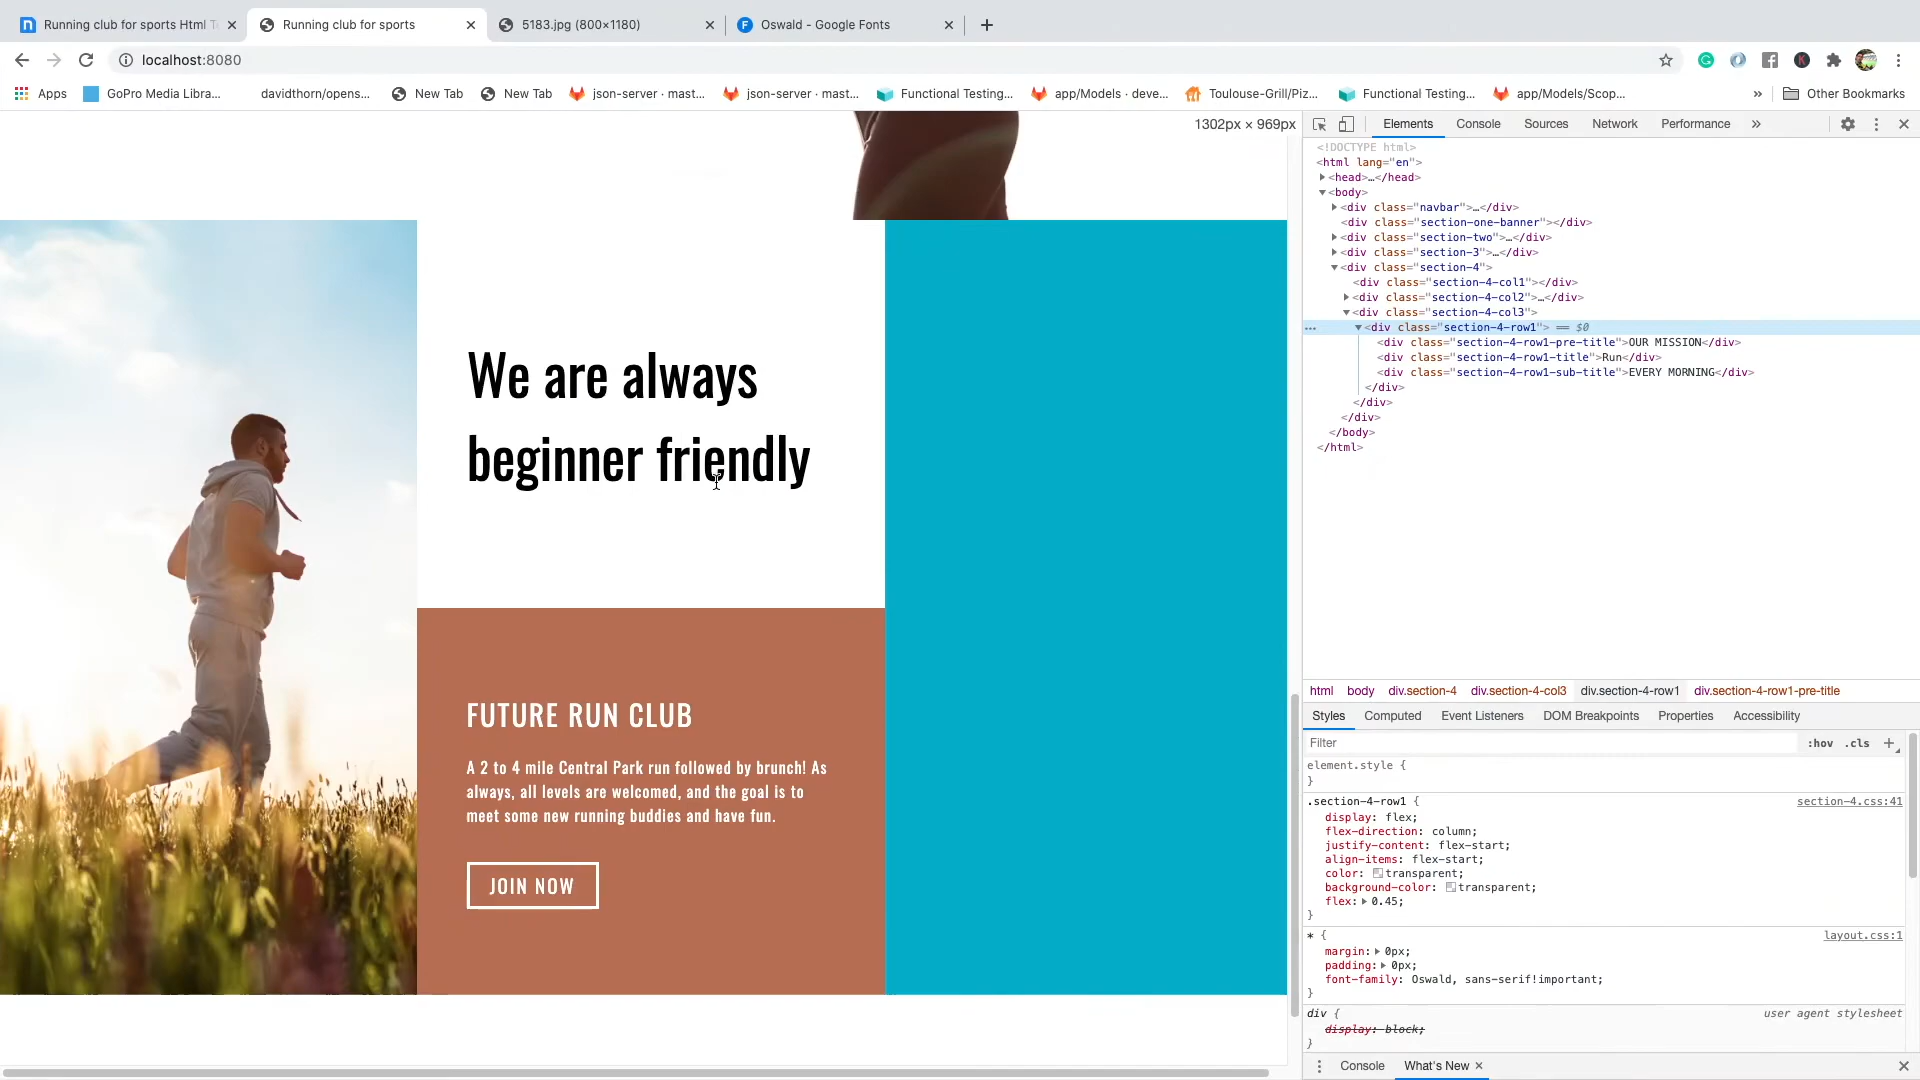 Running club for sports Html Te
Running club for sports
5183.jpg (800×1180)
Oswald - Google Fonts
localhost:8080
Apps
GoPro Media Libra...
davidthorn/opens...
New Tab
New Tab
json-server · mast...
json-server · mast...
Functional Testing...
app/Models · deve...
Toulouse-Grill/Piz...
Functional Testing...
app/Models/Scop...
»
Other Bookmarks
1302px × 969px
Elements Console Sources Network Performance »
<!DOCTYPE html>
<html lang="en">
<head>…</head>
<body>
<div class="navbar">…</div>
<div class="section-one-banner"></div>
<div class="section-two">…</div>
<div class="section-3">…</div>
<div class="section-4">
<div class="section-4-col1"></div>
<div class="section-4-col2">…</div>
<div class="section-4-col3">
… <div class="section-4-row1"> == $0
<div class="section-4-row1-pre-title">OUR MISSION</div>
<div class="section-4-row1-title">Run</div>
<div class="section-4-row1-sub-title">EVERY MORNING</div>
</div>
</div>
</div>
</body>
</html>
We are always
beginner friendly
FUTURE RUN CLUB
A 2 to 4 mile Central Park run followed by brunch! As
always, all levels are welcomed, and the goal is to
meet some new running buddies and have fun.
JOIN NOW
html body div.section-4 div.section-4-col3 div.section-4-row1 div.section-4-row1-pre-title
Styles Computed Event Listeners DOM Breakpoints Properties Accessibility
Filter :hov .cls +
element.style {
}
.section-4-row1 { section-4.css:41
display: flex;
flex-direction: column;
justify-content: flex-start;
align-items: flex-start;
color: transparent;
background-color: transparent;
flex: 0.45;
}
* { layout.css:1
margin: 0px;
padding: 0px;
font-family: Oswald, sans-serif!important;
}
div { user agent stylesheet
display: block;
}
Console What's New